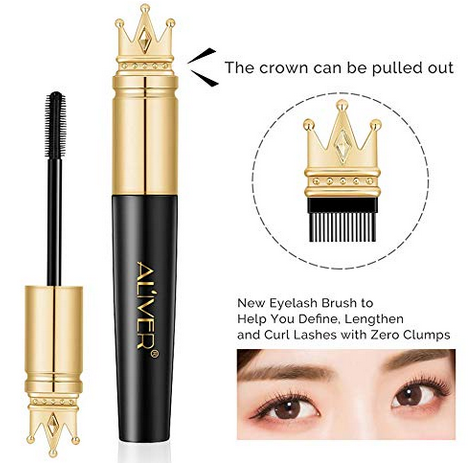 The crown can be pulled out
ALIVER®
New Eyelash Brush to
Help You Define, Lengthen
and Curl Lashes with Zero Clumps